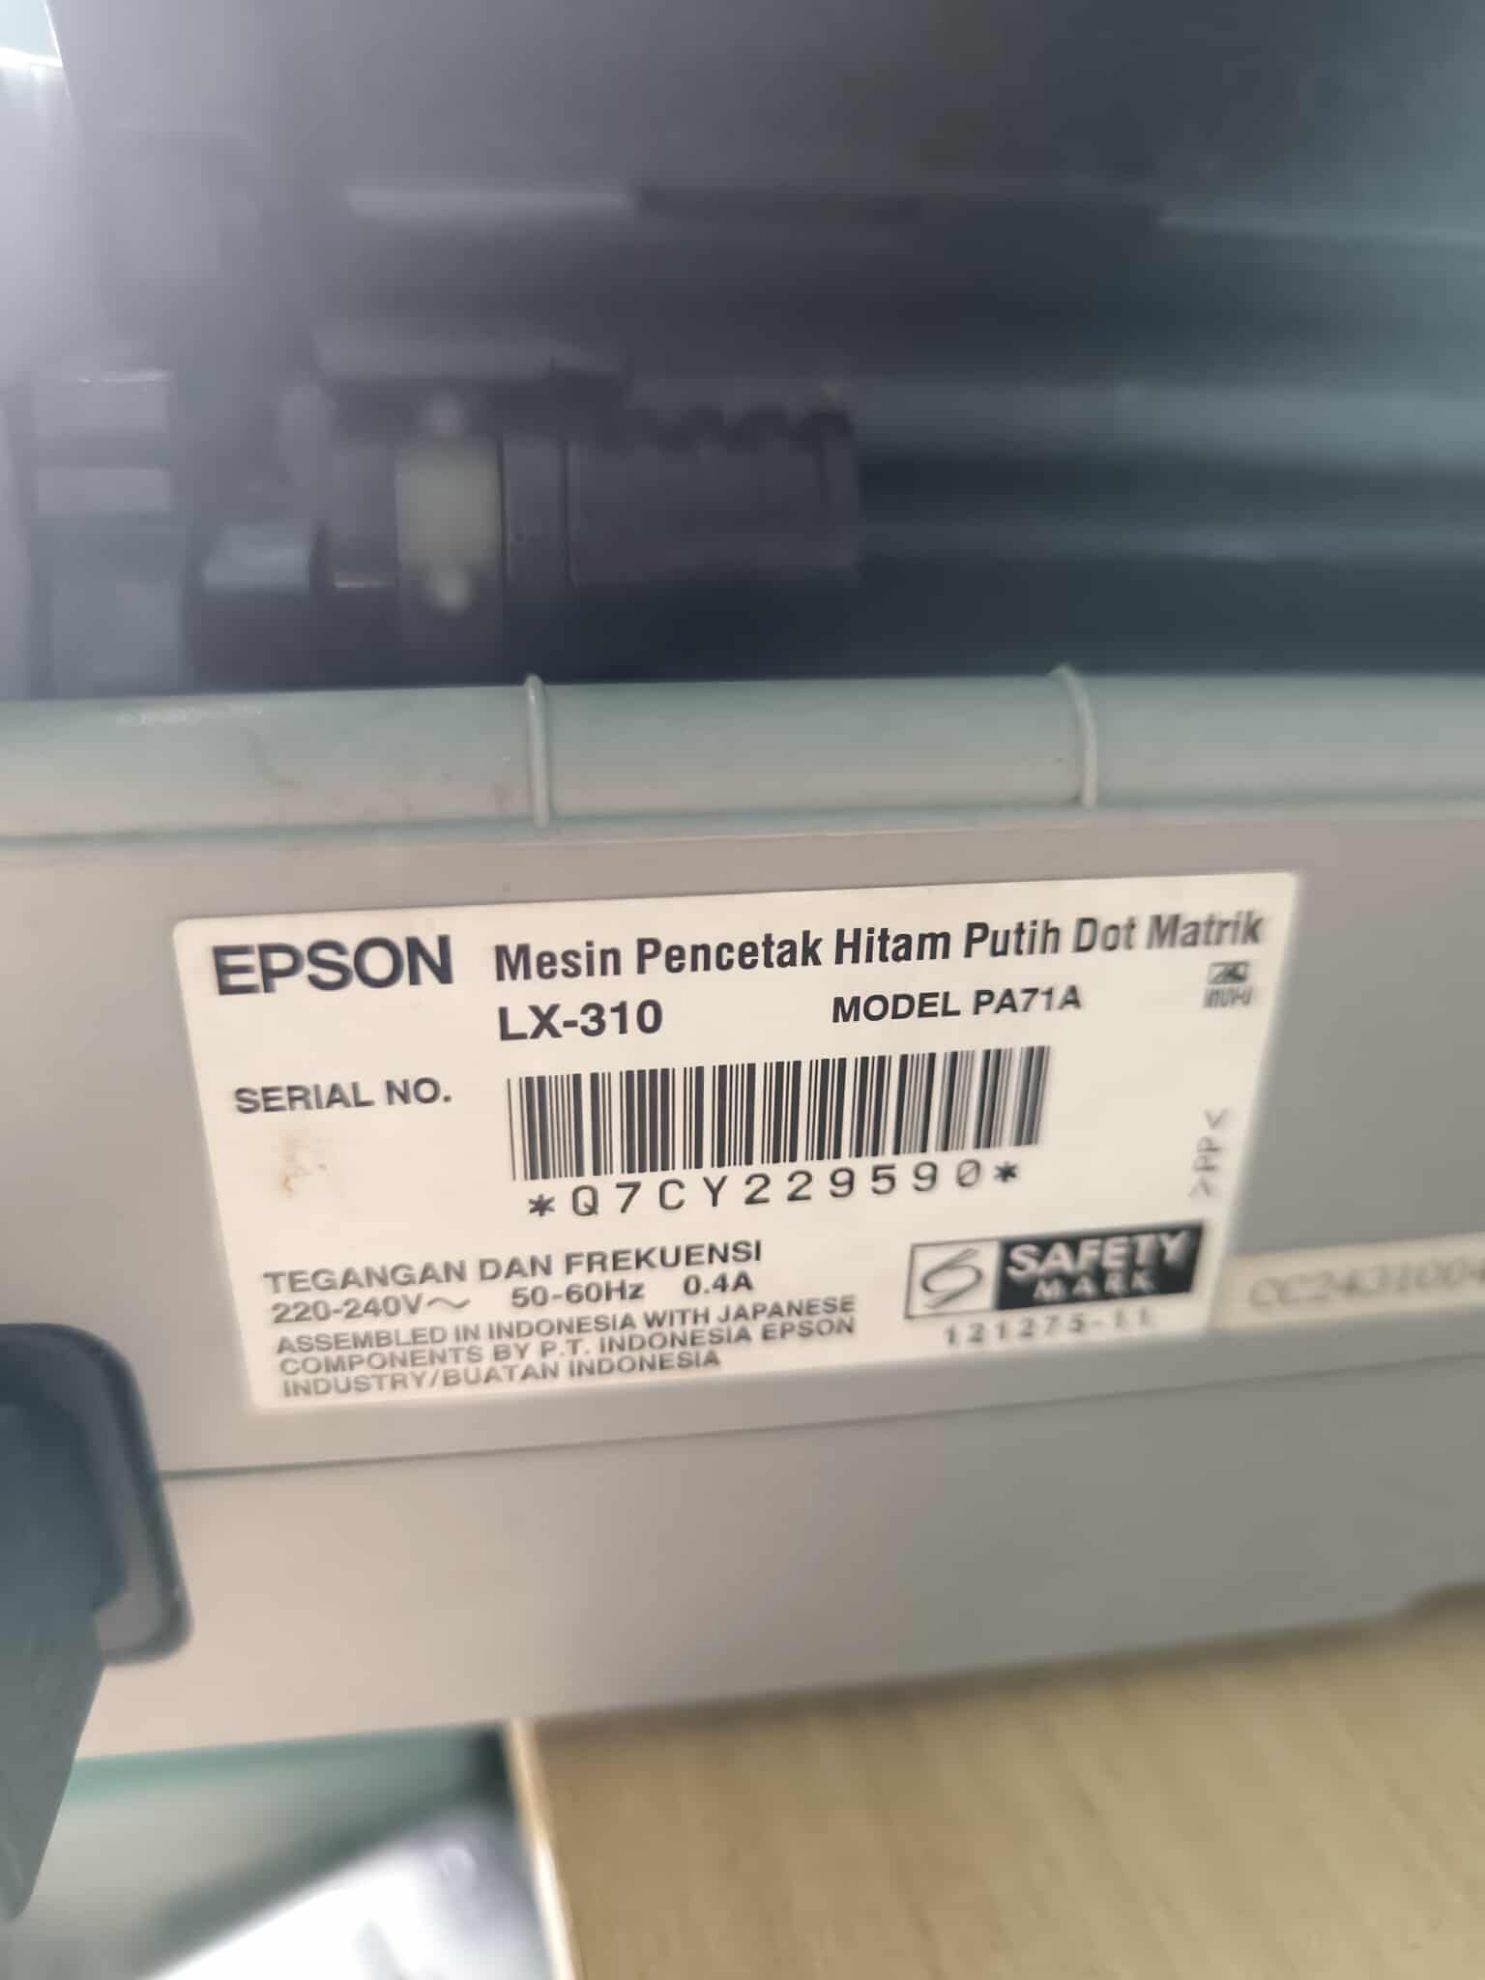 EPSON Mesin Pencetak Hitam Putih Dot Matrik
LX-310 MODEL PA71A
SERIAL NO.
*Q7CY229590*
>PP<
TEGANGAN DAN FREKUENSI
220-240V~ 50-60Hz 0.4A
ASSEMBLED IN INDONESIA WITH JAPANESE
COMPONENTS BY P.T. INDONESIA EPSON
INDUSTRY/BUATAN INDONESIA
SAFETY
MARK
121275-11